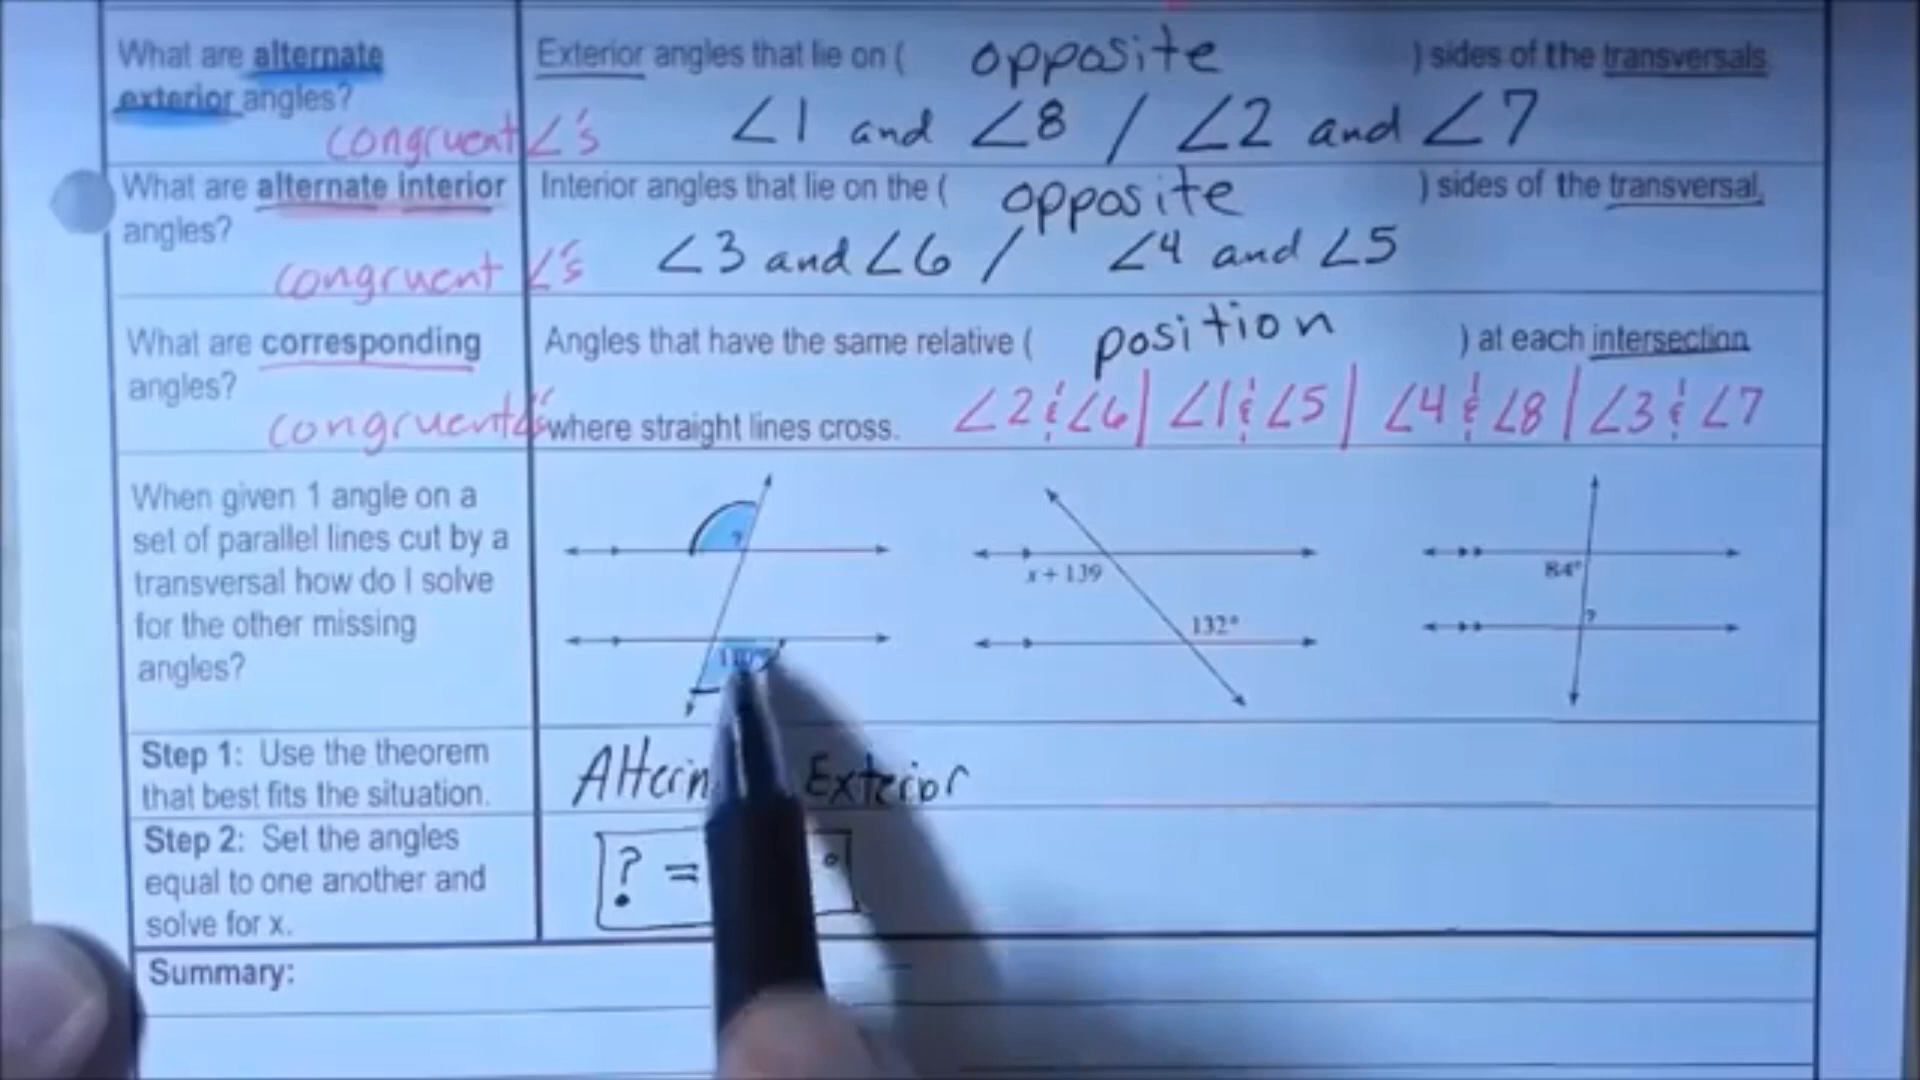 What are alternate
exterior angles?
congruent ∠'s
Exterior angles that lie on ( opposite ) sides of the transversals.
∠1 and ∠8 / ∠2 and ∠7
What are alternate interior
angles?
congruent ∠'s
Interior angles that lie on the ( opposite ) sides of the transversal.
∠3 and ∠6 / ∠4 and ∠5
What are corresponding
angles?
congruent ∠'s
Angles that have the same relative ( position ) at each intersection
where straight lines cross. ∠2 & ∠6 | ∠1 & ∠5 | ∠4 & ∠8 | ∠3 & ∠7
When given 1 angle on a
set of parallel lines cut by a
transversal how do I solve
for the other missing
angles?
?
x + 139
132°
84°
?
Step 1: Use the theorem
that best fits the situation.
Exterior
Step 2: Set the angles
equal to one another and
solve for x.
? = °
Summary: